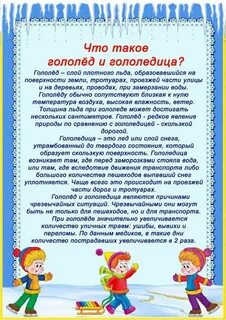 Что такое
гололёд и гололедица?
Гололёд – слой плотного льда, образовавшийся на
поверхности земли, тротуарах, проезжей части улицы
и на деревьях, проводах, при замерзании воды.
Гололёду обычно сопутствует близкая к нулю
температура воздуха, высокая влажность, ветер.
Толщина льда при гололеде может достигать
нескольких сантиметров. Гололёд - редкое явление
природы по сравнению с гололедицей - скользкой
дорогой.
Гололедица – это лед или слой снега,
утрамбованный до твердого состояния, который
образует скользкую поверхность. Гололедица
возникает там, где перед заморозками стояла вода,
или там, где вследствие движения транспорта либо
большого количества пешеходов выпавший снег
уплотняется. Чаще всего это происходит на проезжей
части дороги и тротуарах.
Гололёд и гололедица являются причинами
чрезвычайных ситуаций. Чрезвычайными они могут
быть не только для пешеходов, но и для транспорта.
При гололёде значительно увеличивается
количество уличных травм: ушибы, вывихи и
переломы. По данным медиков, в такие дни
количество пострадавших увеличивается в 2 раза.